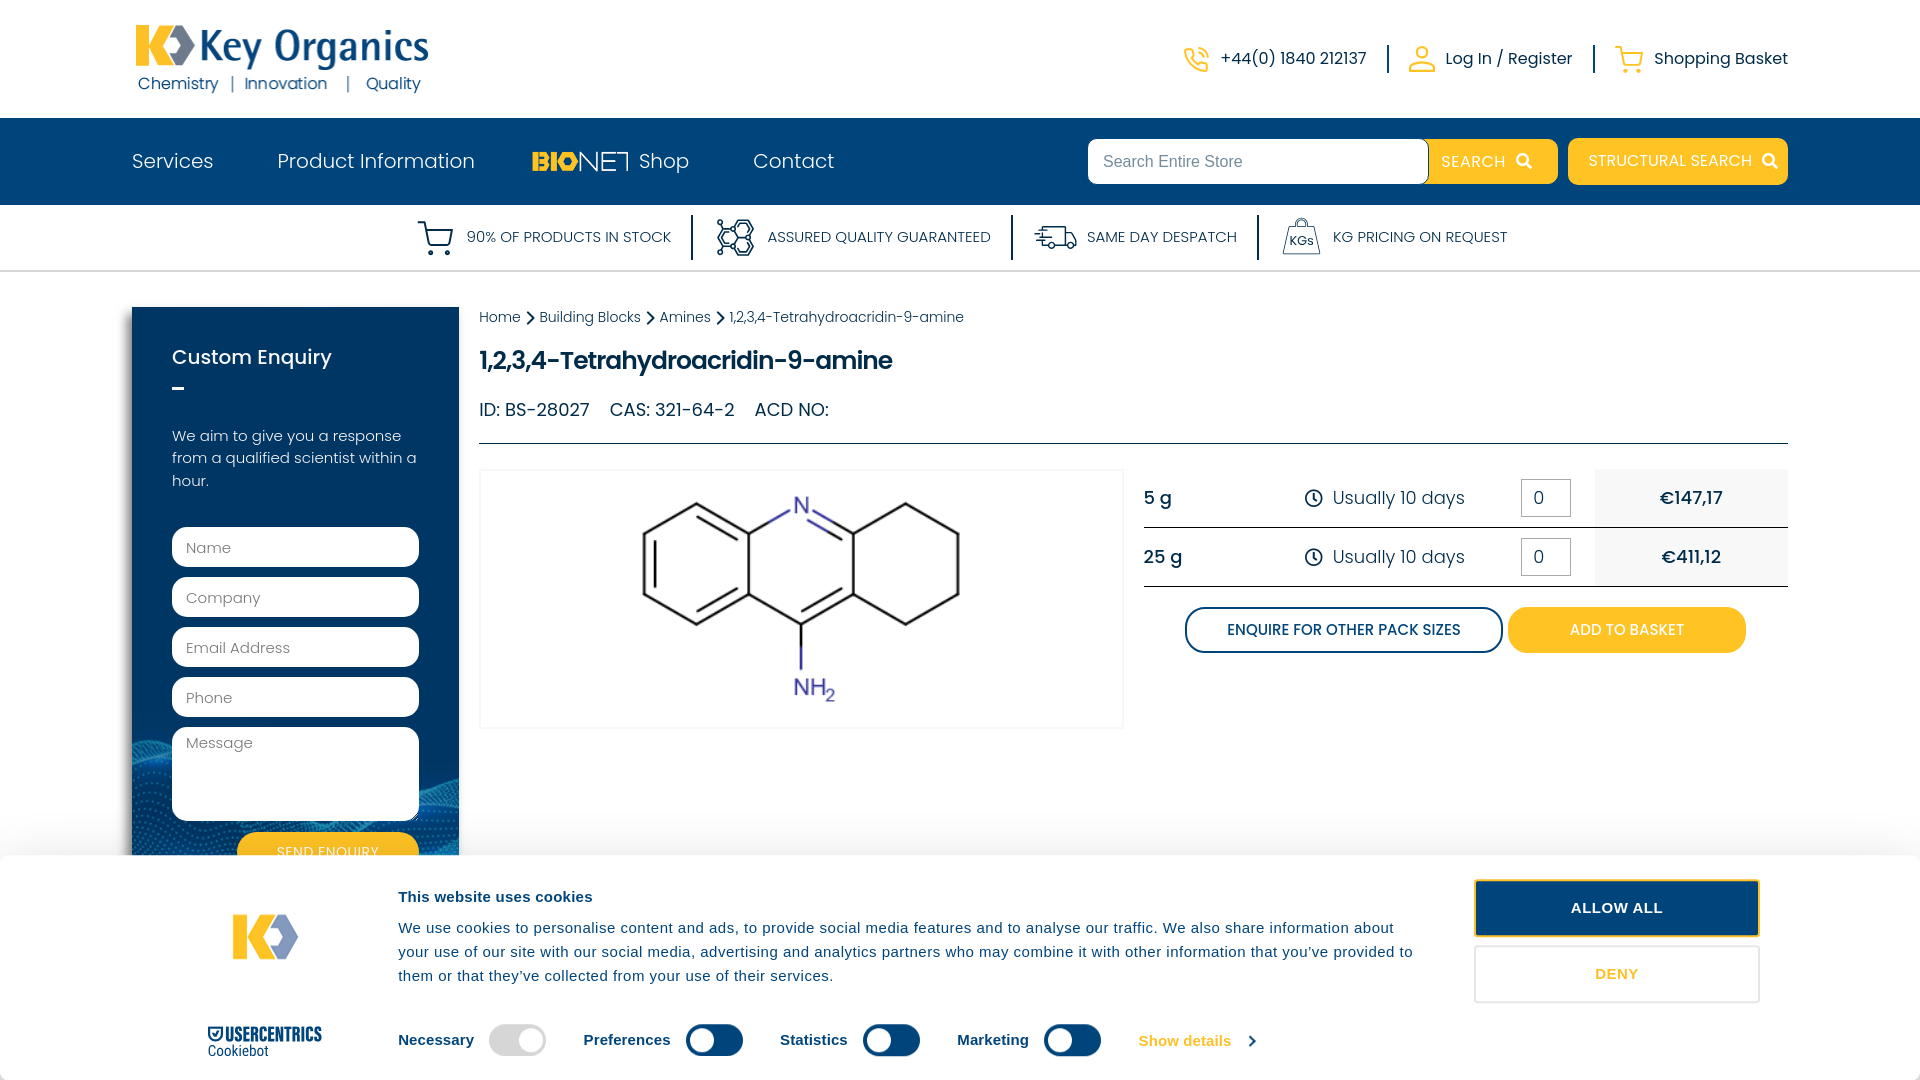 Key Organics
Chemistry | Innovation | Quality
+44(0) 1840 212137
Log In / Register
Shopping Basket
Services
Product Information
BIONET Shop
Contact
Search Entire Store
SEARCH
STRUCTURAL SEARCH
90% OF PRODUCTS IN STOCK
ASSURED QUALITY GUARANTEED
SAME DAY DESPATCH
KGs
KG PRICING ON REQUEST
Custom Enquiry
We aim to give you a response
from a qualified scientist within a
hour.
Name
Company
Email Address
Phone
Message
SEND ENQUIRY
Home > Building Blocks > Amines > 1,2,3,4-Tetrahydroacridin-9-amine
1,2,3,4-Tetrahydroacridin-9-amine
ID: BS-28027 CAS: 321-64-2 ACD NO:
N
NH2
5 g Usually 10 days 0 €147,17
25 g Usually 10 days 0 €411,12
ENQUIRE FOR OTHER PACK SIZES
ADD TO BASKET
This website uses cookies
We use cookies to personalise content and ads, to provide social media features and to analyse our traffic. We also share information about
your use of our site with our social media, advertising and analytics partners who may combine it with other information that you’ve provided to
them or that they’ve collected from your use of their services.
ALLOW ALL
DENY
USERCENTRICS
Cookiebot
Necessary
Preferences
Statistics
Marketing
Show details